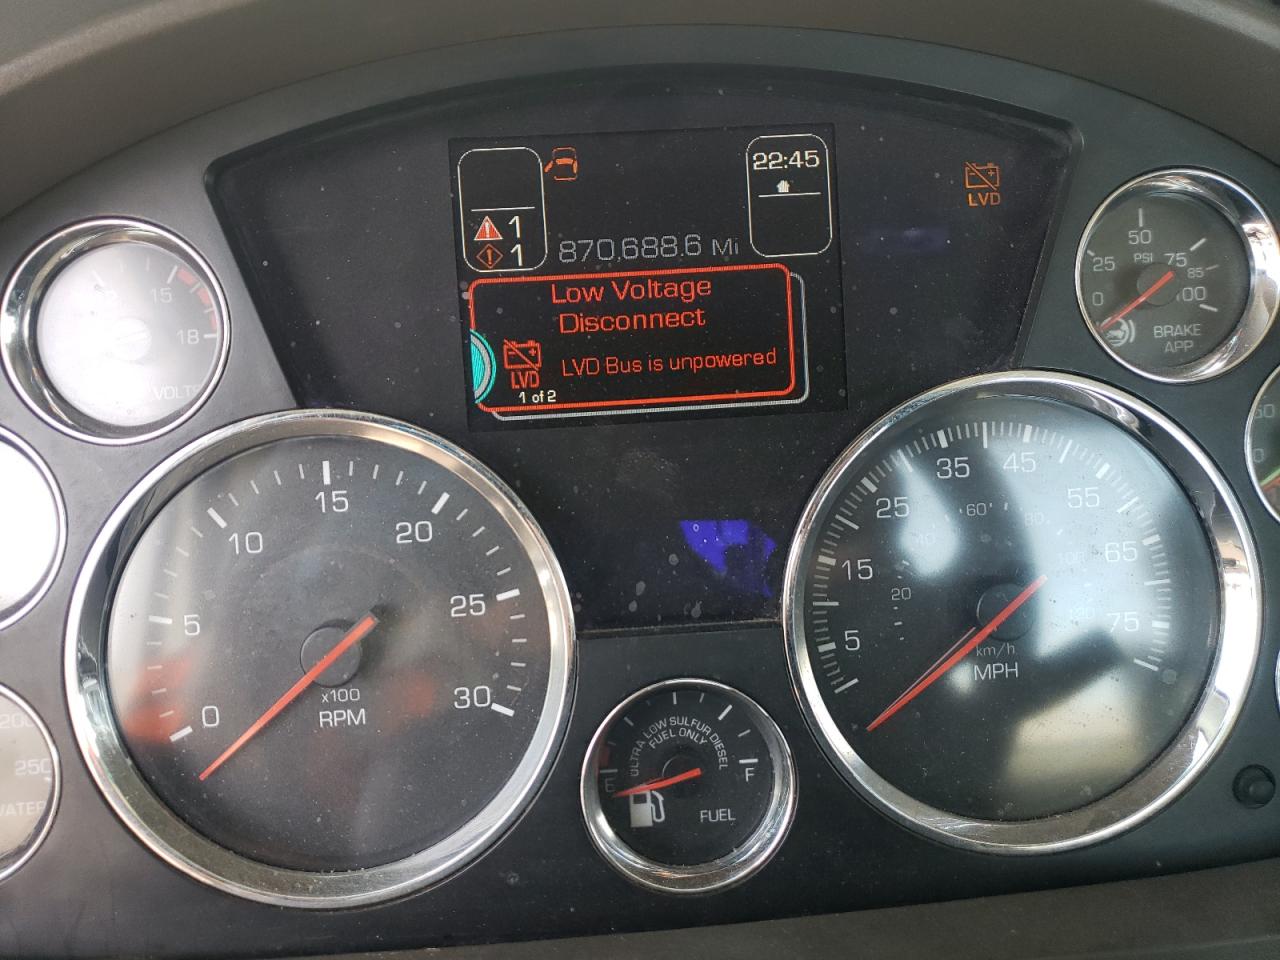 22:45
LVD
1
1
870,688.6 Mi
Low Voltage
Disconnect
LVD
LVD Bus is unpowered
1 of 2
15
18
VOLTS
0
25
50
PSI
75
85
100
BRAKE
APP
0
5
10
15
20
25
30
x100
RPM
5
15
25
35
45
55
65
75
20
60
80
120
km/h
MPH
ULTRA LOW SULFUR DIESEL
FUEL ONLY
E
F
FUEL
200
250
WATER